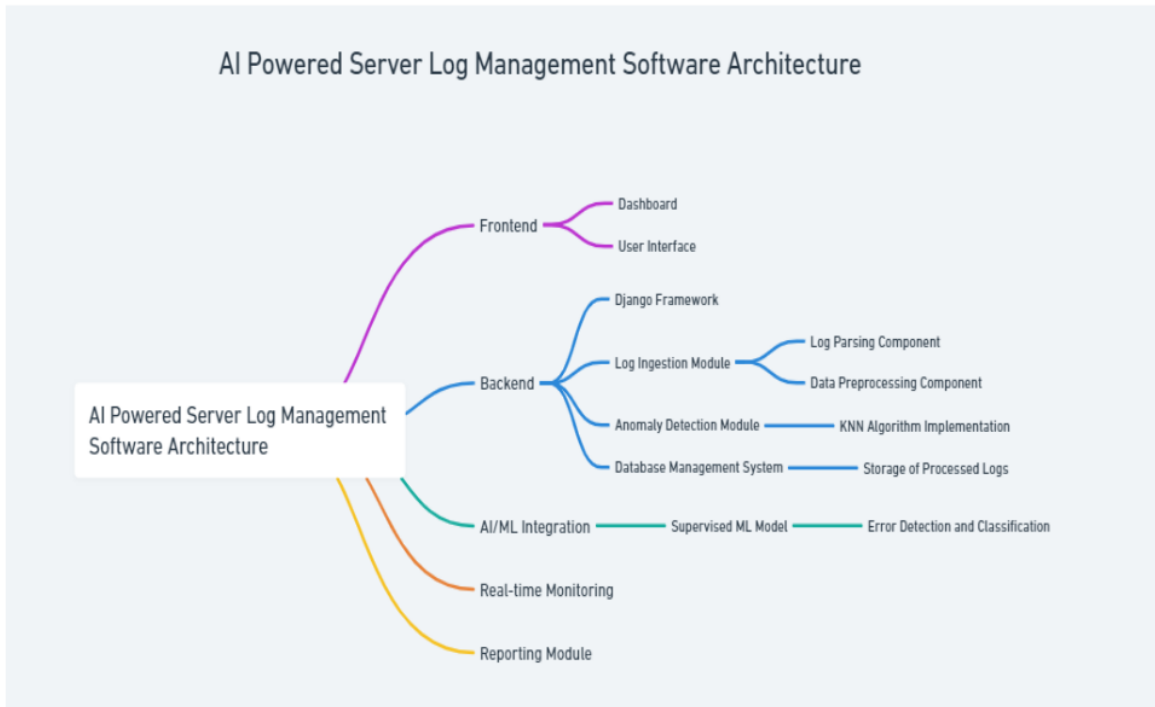 AI Powered Server Log Management Software Architecture
Dashboard
Frontend
User Interface
Django Framework
Log Parsing Component
Log Ingestion Module
Backend
Data Preprocessing Component
AI Powered Server Log Management
Software Architecture
Anomaly Detection Module
KNN Algorithm Implementation
Database Management System
Storage of Processed Logs
AI/ML Integration
Supervised ML Model
Error Detection and Classification
Real-time Monitoring
Reporting Module